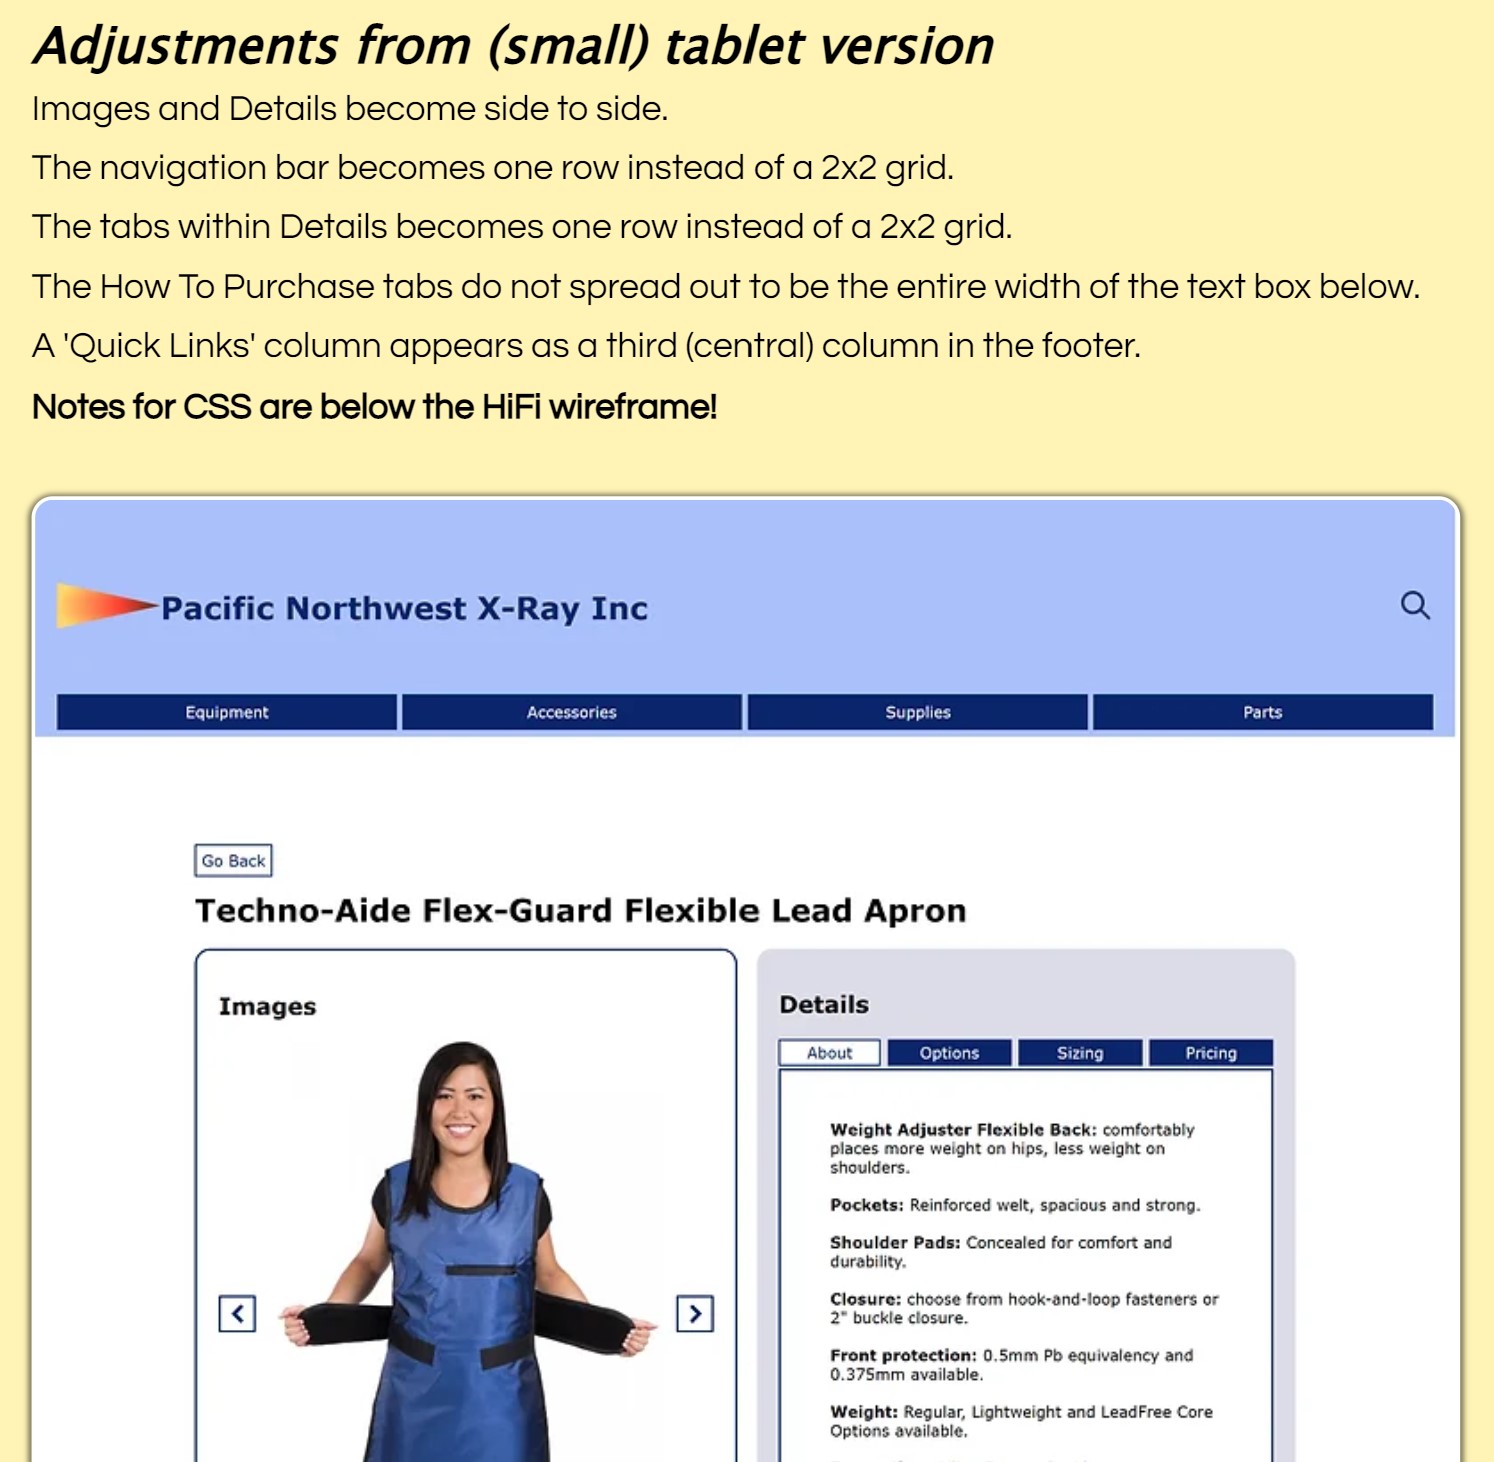 Adjustments from (small) tablet version
Images and Details become side to side.
The navigation bar becomes one row instead of a 2x2 grid.
The tabs within Details becomes one row instead of a 2x2 grid.
The How To Purchase tabs do not spread out to be the entire width of the text box below.
A 'Quick Links' column appears as a third (central) column in the footer.
Notes for CSS are below the HiFi wireframe!
Pacific Northwest X-Ray Inc
Equipment Accessories Supplies Parts
Go Back
Techno-Aide Flex-Guard Flexible Lead Apron
Images
Details
About Options Sizing Pricing
Weight Adjuster Flexible Back: comfortably
places more weight on hips, less weight on
shoulders.
Pockets: Reinforced welt, spacious and strong.
Shoulder Pads: Concealed for comfort and
durability.
Closure: choose from hook-and-loop fasteners or
2" buckle closure.
Front protection: 0.5mm Pb equivalency and
0.375mm available.
Weight: Regular, Lightweight and LeadFree Core
Options available.